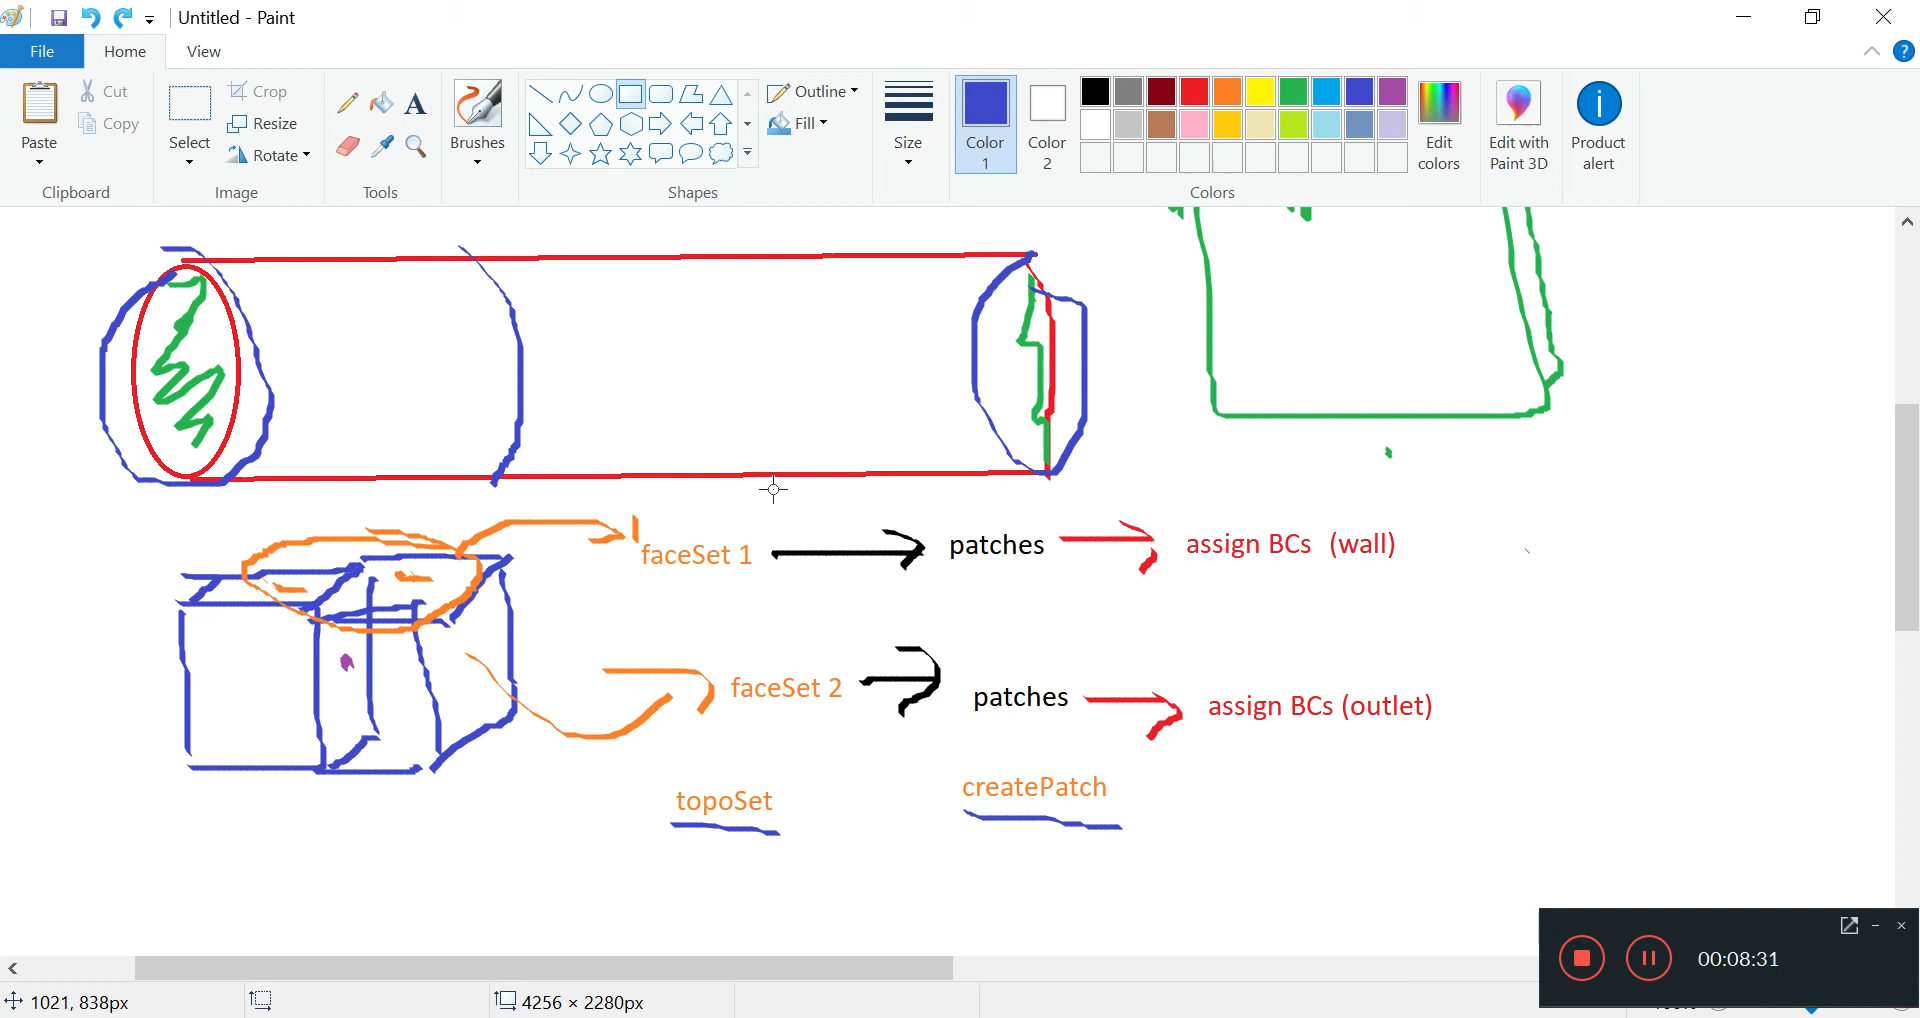 Untitled - Paint
File Home View
Paste
Cut
Copy
Clipboard
Select
Crop
Resize
Rotate
Image
A
Tools
Brushes
Shapes
Outline
Fill
Size
Color 1
Color 2
Colors
Edit colors
Edit with Paint 3D
Product alert
faceSet 1
patches
assign BCs (wall)
faceSet 2
patches
assign BCs (outlet)
topoSet
createPatch
00:08:31
1021, 838px
4256 × 2280px